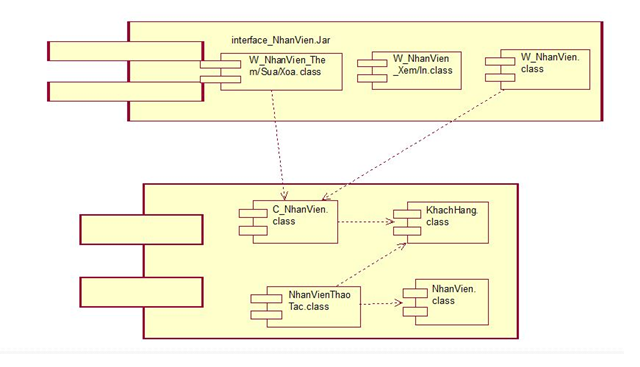 interface_NhanVien.Jar
W_NhanVien_The
m/Sua/Xoa.class
W_NhanVien
_Xem/In.class
W_NhanVien.
class
C_NhanVien.
class
KhachHang.
class
NhanVienThao
Tac.class
NhanVien.
class